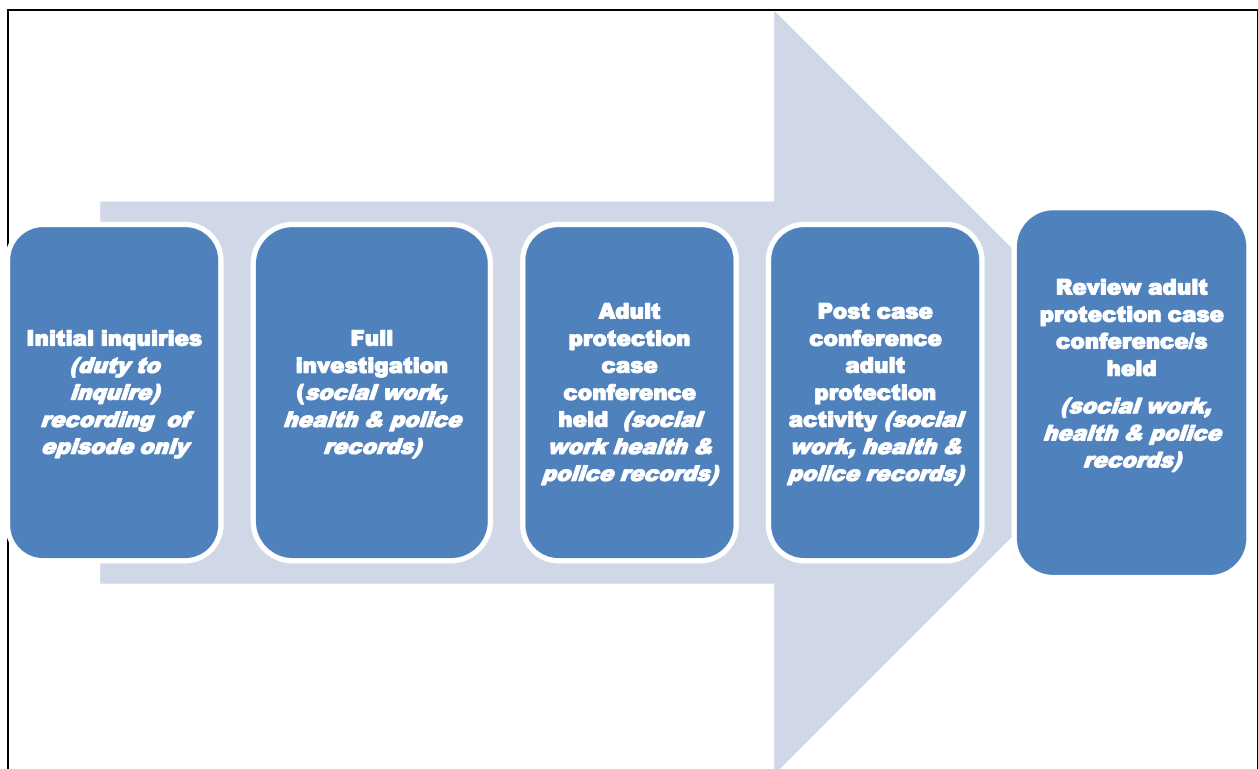 Initial inquiries
(duty to
inquire)
recording of
episode only
Full
investigation
(social work,
health & police
records)
Adult
protection
case
conference
held (social
work health &
police records)
Post case
conference
adult
protection
activity (social
work, health &
police records)
Review adult
protection case
conference/s
held
(social work,
health & police
records)